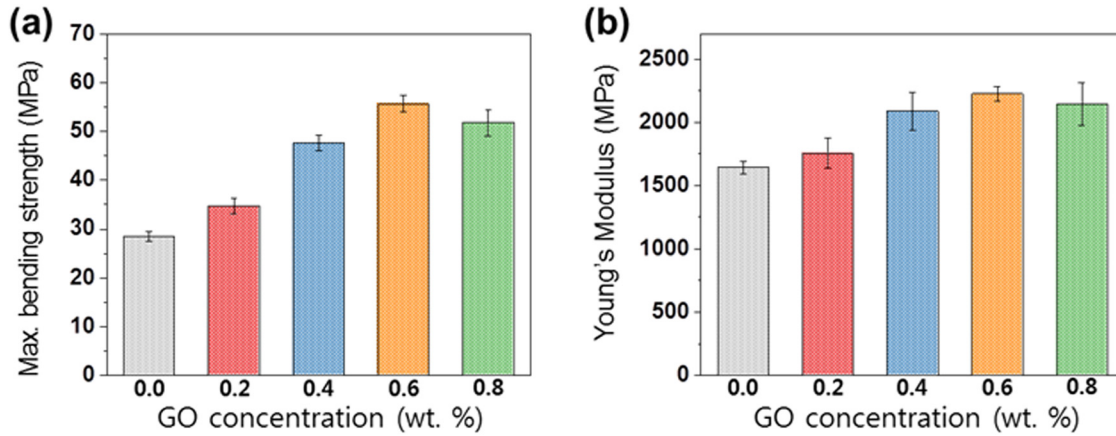 (a)
Max. bending strength (MPa)
70
60
50
40
30
20
10
0
0.0 0.2 0.4 0.6 0.8
GO concentration (wt. %)
(b)
Young's Modulus (MPa)
2500
2000
1500
1000
500
0
0.0 0.2 0.4 0.6 0.8
GO concentration (wt. %)